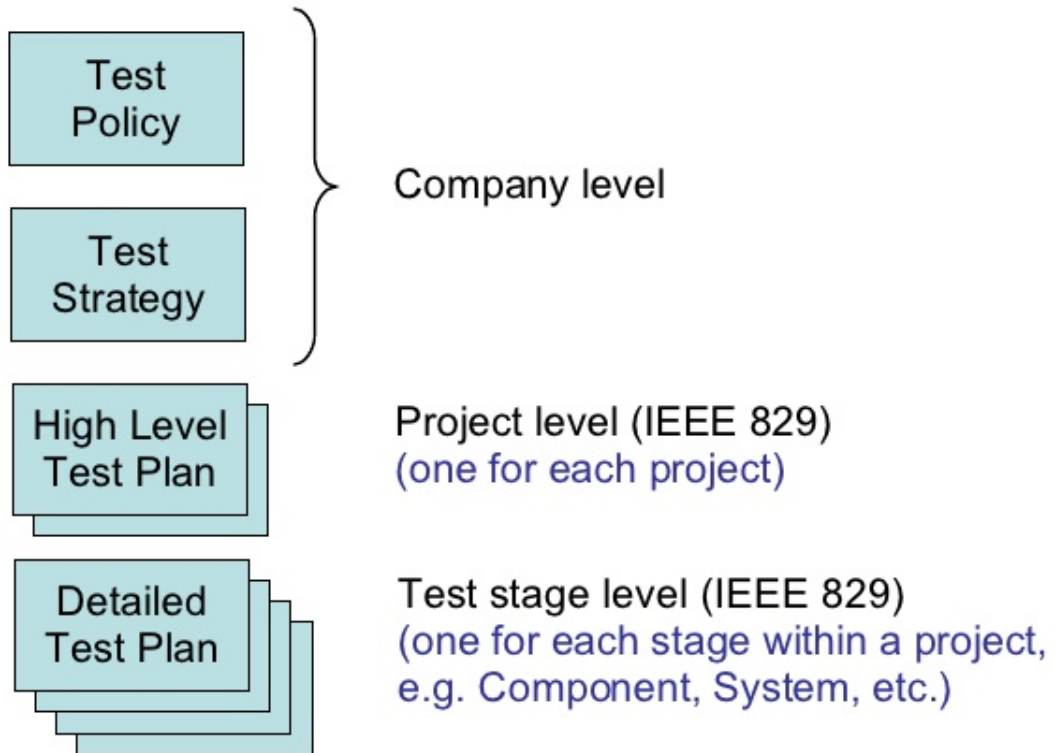 Test
Policy
Company level
Test
Strategy
High Level
Test Plan
Project level (IEEE 829)
(one for each project)
Detailed
Test Plan
Test stage level (IEEE 829)
(one for each stage within a project,
e.g. Component, System, etc.)